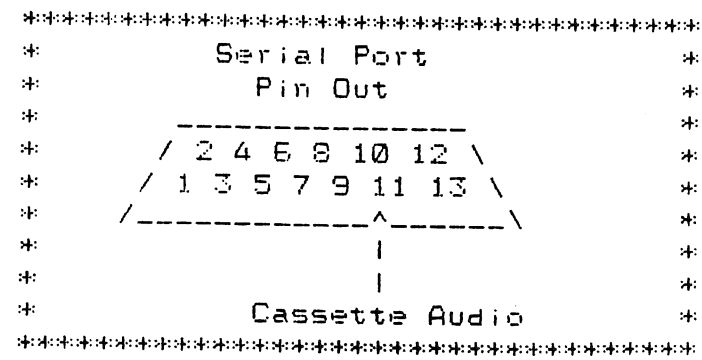 Serial Port
Pin Out
2 4 6 8 10 12
1 3 5 7 9 11 13
Cassette Audio